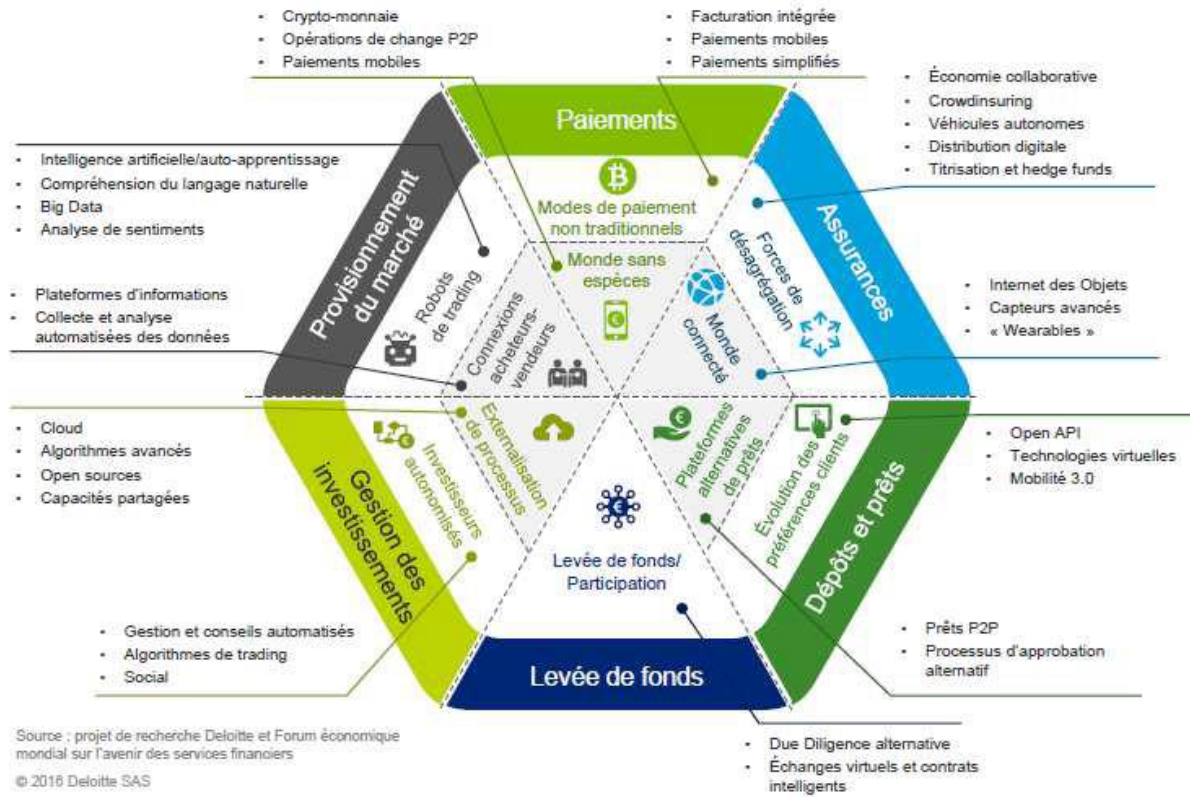 • Crypto-monnaie
• Opérations de change P2P
• Paiements mobiles
• Facturation intégrée
• Paiements mobiles
• Paiements simplifiés
• Économie collaborative
• Crowdinsuring
• Véhicules autonomes
• Distribution digitale
• Titrisation et hedge funds
• Intelligence artificielle/auto-apprentissage
• Compréhension du langage naturelle
• Big Data
• Analyse de sentiments
• Plateformes d'informations
• Collecte et analyse
automatisées des données
Paiements
Modes de paiement
non traditionnels
Monde sans
espèces
Provisionnement
du marché
Robots
de trading
Connexions
acheteurs-
vendeurs
Assurances
Forces de
désagrégation
Monde
connecté
• Internet des Objets
• Capteurs avancés
• « Wearables »
• Cloud
• Algorithmes avancés
• Open sources
• Capacités partagées
Gestion des
investissements
Investisseurs
autonomisés
Externalisation
de processus
Plateformes
alternatives
de prêts
Évolution des
préférences clients
Dépôts et prêts
• Open API
• Technologies virtuelles
• Mobilité 3.0
Levée de fonds/
Participation
Levée de fonds
• Gestion et conseils automatisés
• Algorithmes de trading
• Social
• Prêts P2P
• Processus d'approbation
alternatif
• Due Diligence alternative
• Échanges virtuels et contrats
intelligents
Source : projet de recherche Deloitte et Forum économique
mondial sur l'avenir des services financiers
© 2016 Deloitte SAS